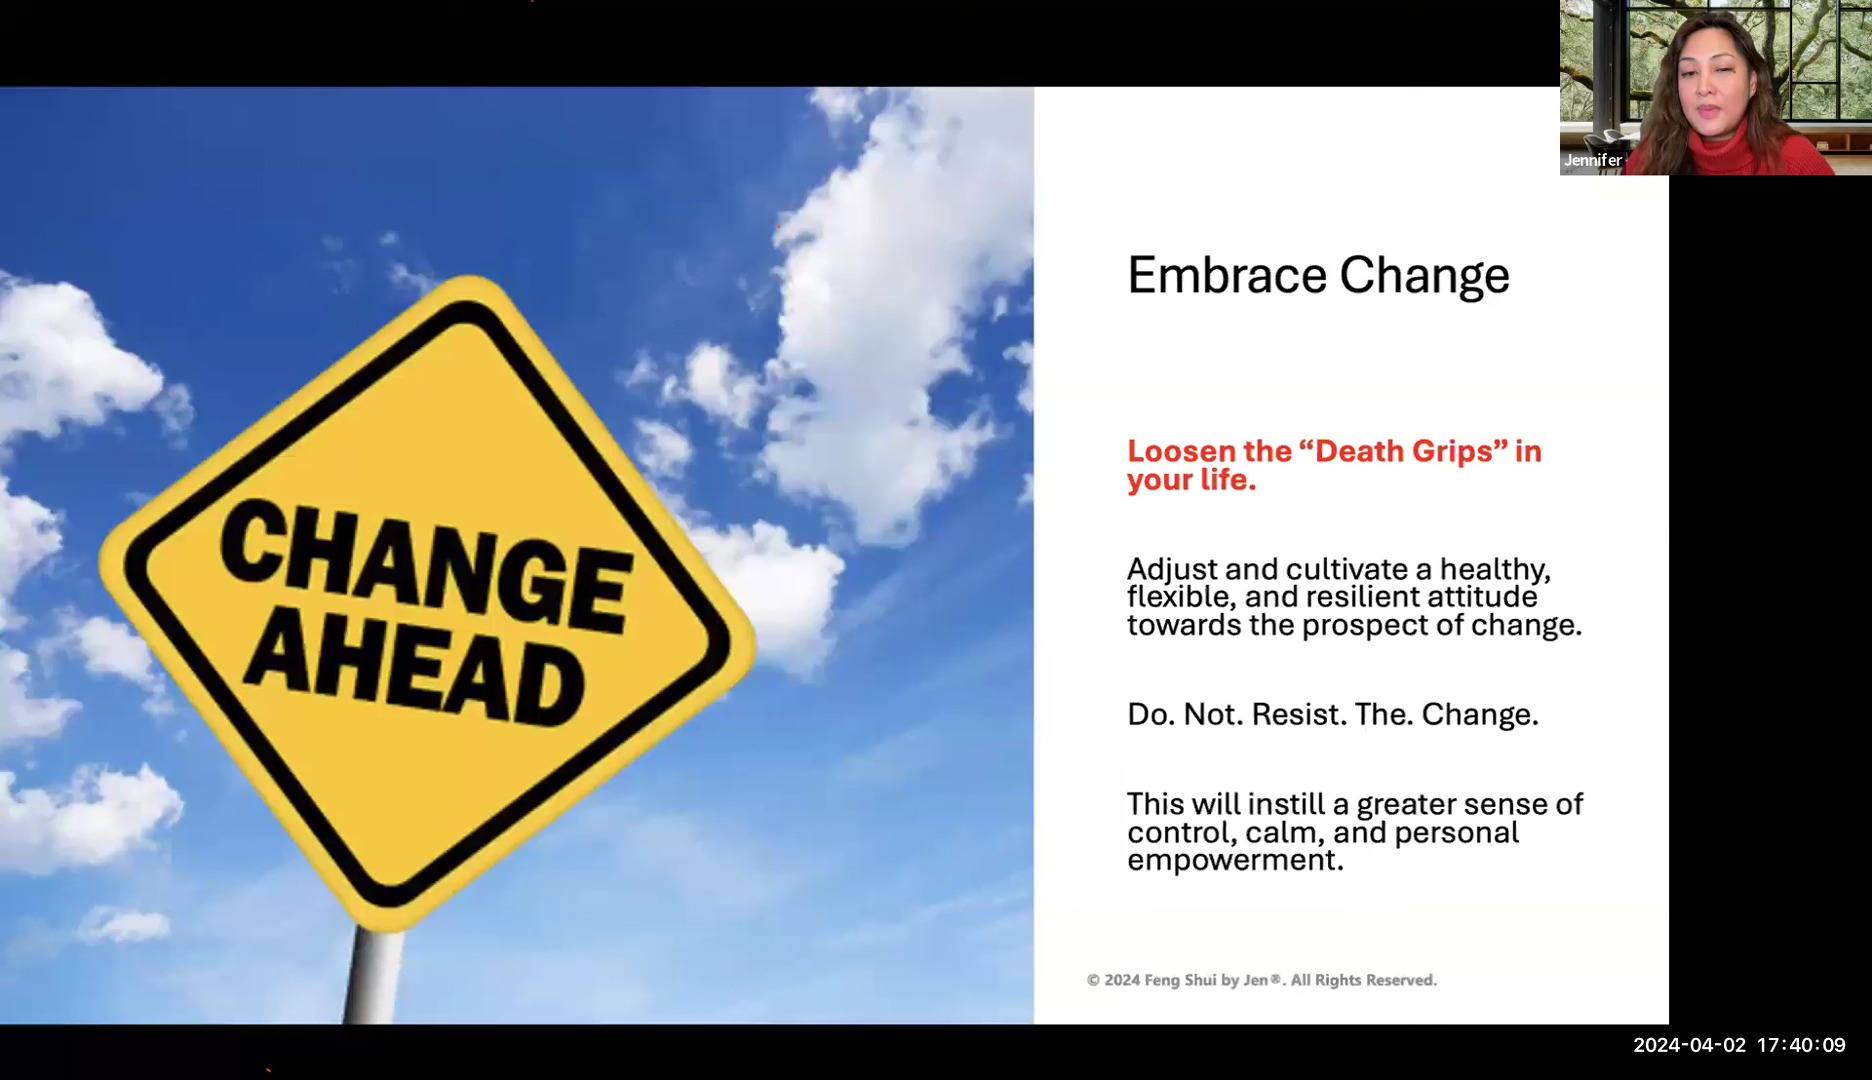 Jennifer
CHANGE
AHEAD
Embrace Change
Loosen the “Death Grips” in
your life.
Adjust and cultivate a healthy,
flexible, and resilient attitude
towards the prospect of change.
Do. Not. Resist. The. Change.
This will instill a greater sense of
control, calm, and personal
empowerment.
© 2024 Feng Shui by Jen®. All Rights Reserved.
2024-04-02 17:40:09